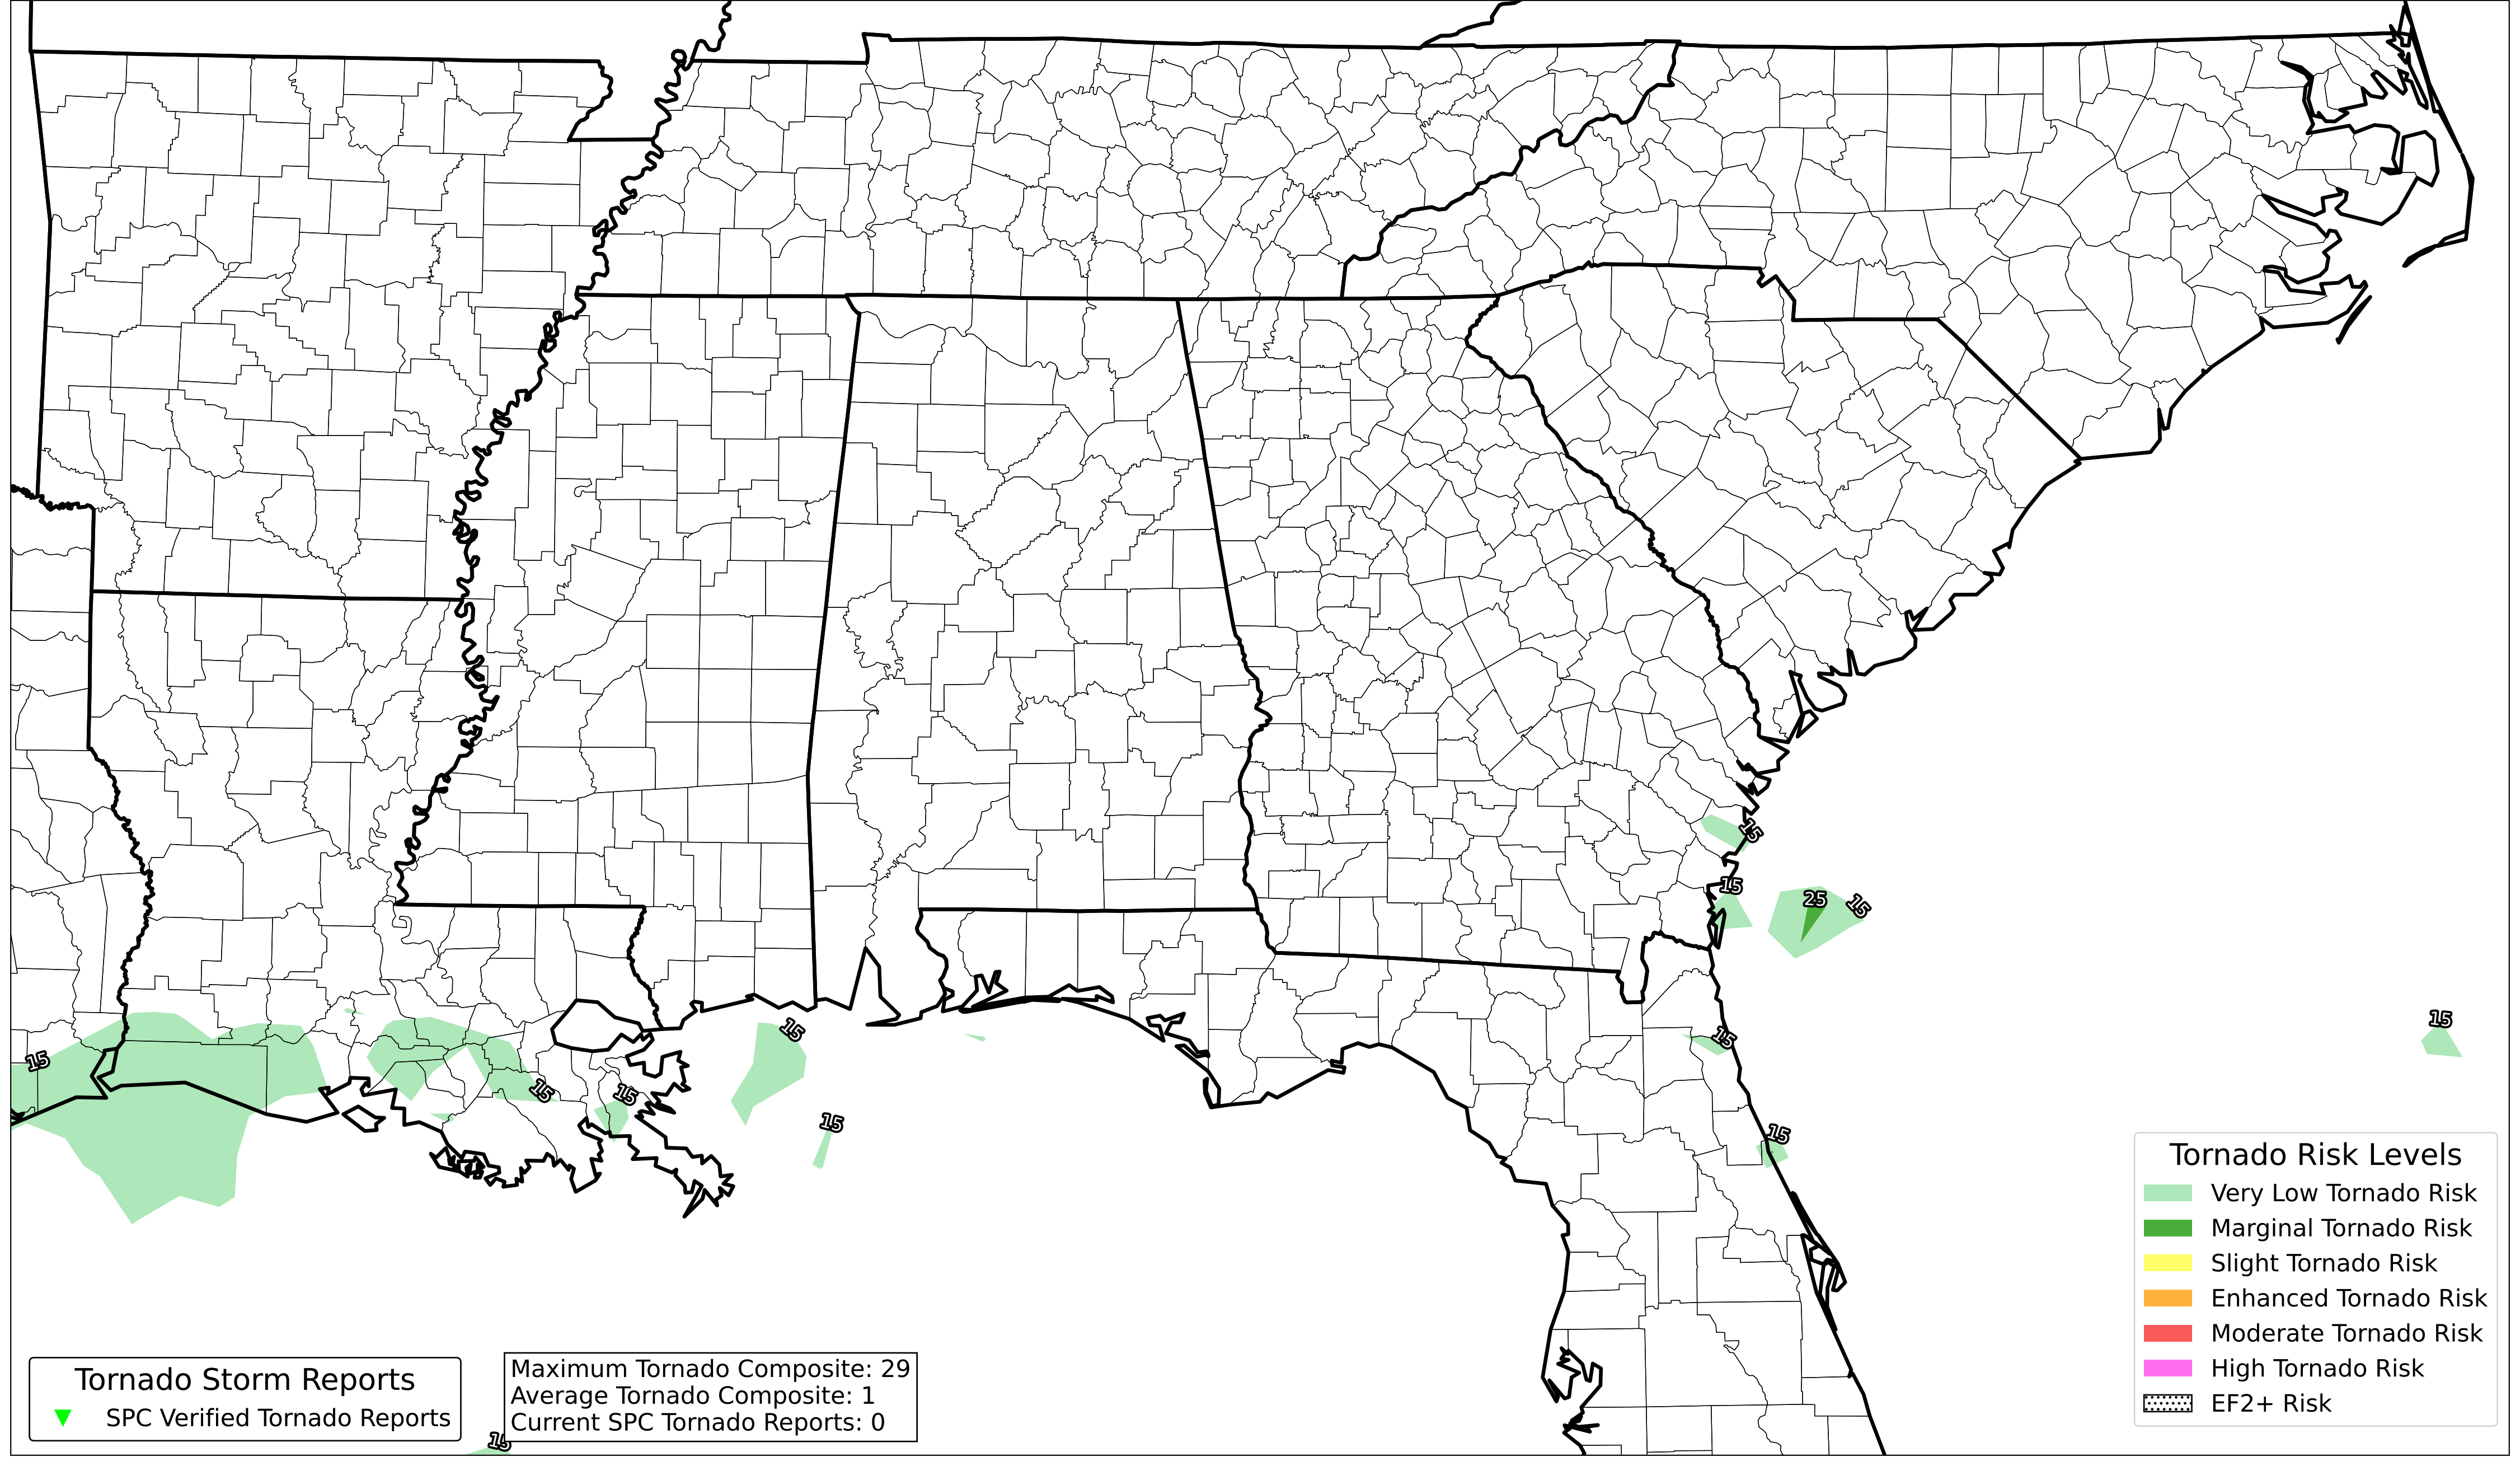 15
15
25
15
15
15
15
15
15
15
15
15
Tornado Risk Levels
Very Low Tornado Risk
Marginal Tornado Risk
Slight Tornado Risk
Enhanced Tornado Risk
Moderate Tornado Risk
High Tornado Risk
EF2+ Risk
Tornado Storm Reports
SPC Verified Tornado Reports
Maximum Tornado Composite: 29
Average Tornado Composite: 1
Current SPC Tornado Reports: 0
15